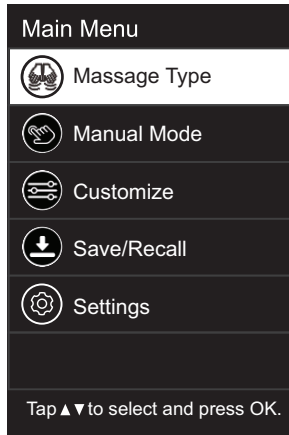 Main Menu
Massage Type
Manual Mode
Customize
Save/Recall
Settings
Tap ▲▼ to select and press OK.